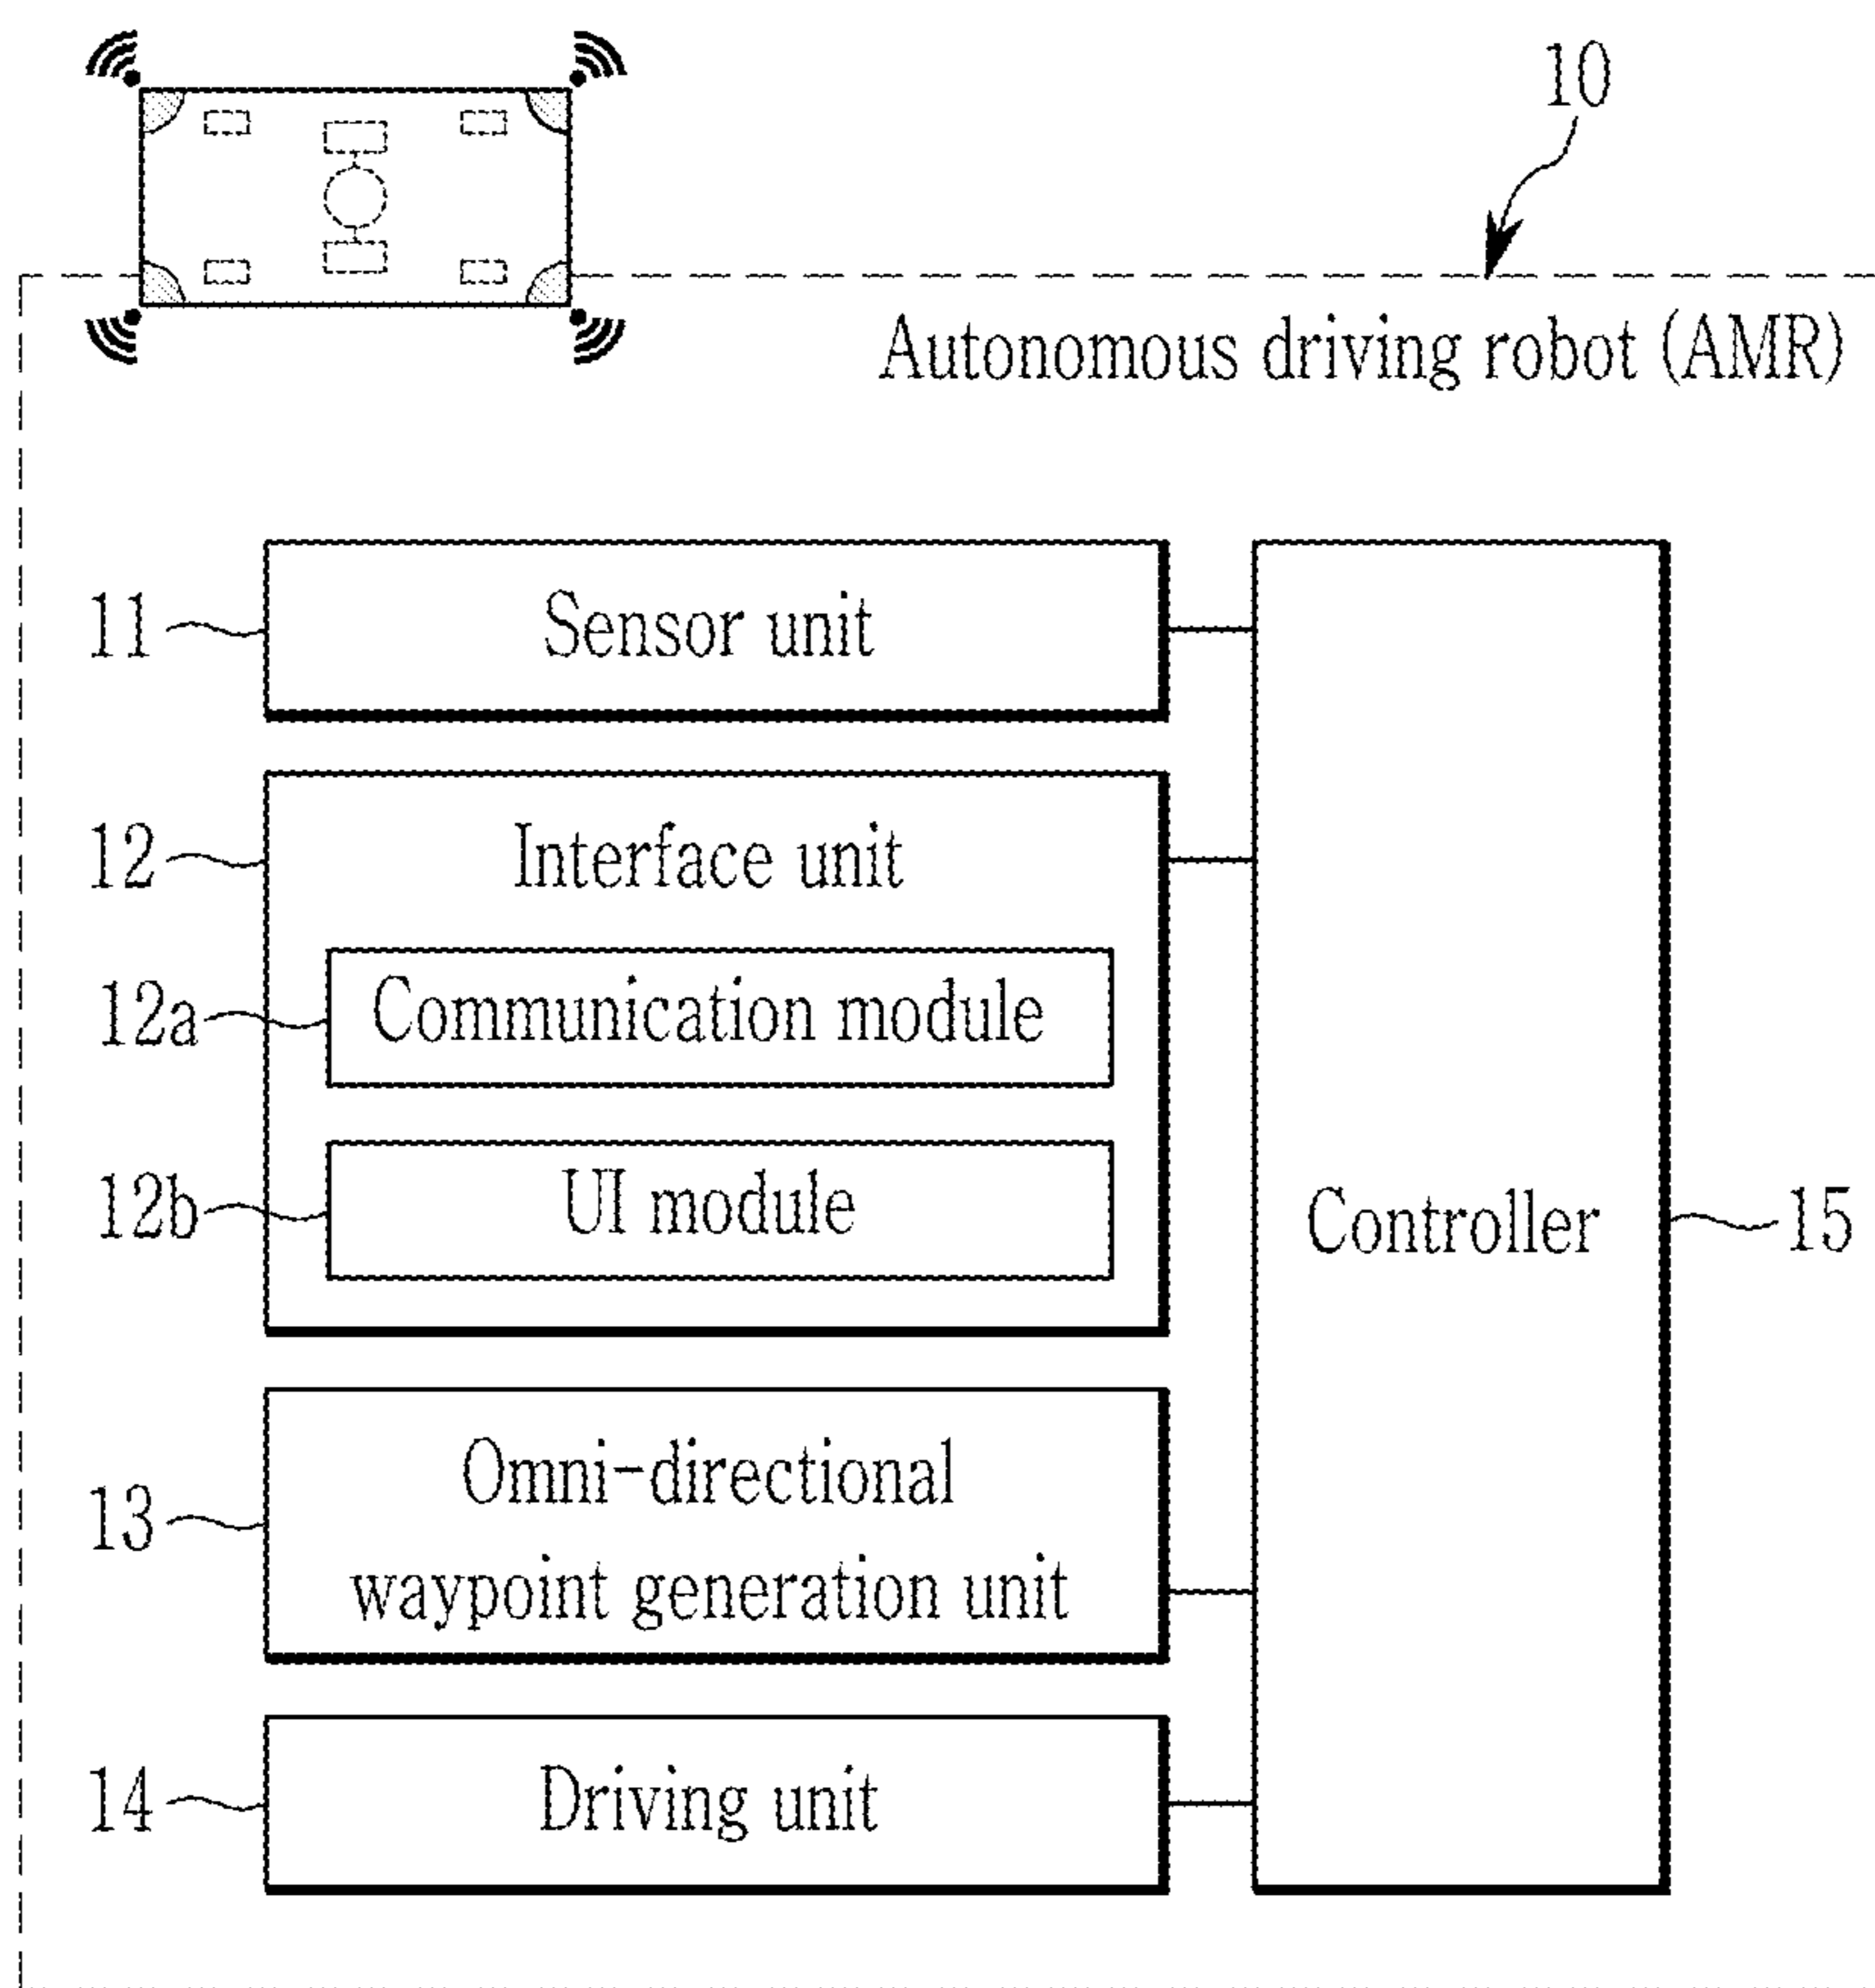 10
Autonomous driving robot (AMR)
11
Sensor unit
12
Interface unit
12a
Communication module
12b
UI module
Controller
15
13
Omni-directional
waypoint generation unit
14
Driving unit